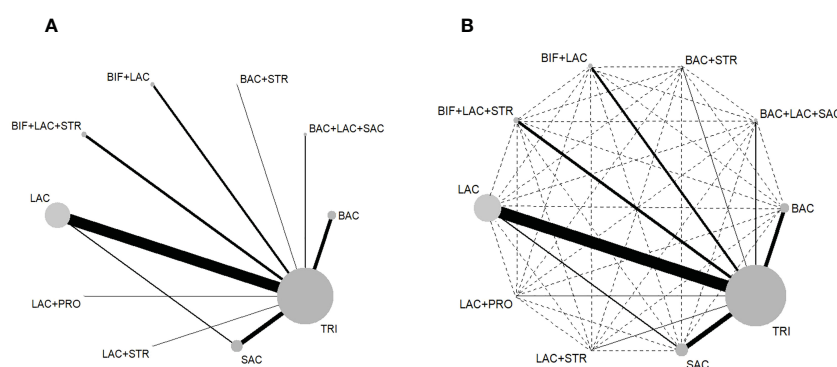 A
BIF+LAC
BAC+STR
BIF+LAC+STR
BAC+LAC+SAC
LAC
BAC
LAC+PRO
TRI
LAC+STR
SAC
B
BIF+LAC
BAC+STR
BIF+LAC+STR
BAC+LAC+SAC
LAC
BAC
LAC+PRO
TRI
LAC+STR
SAC